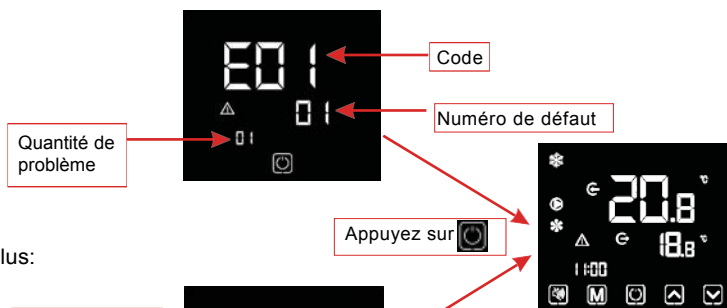 E01
Code
01
Numéro de défaut
Quantité de
problème
01
20.8 °C
Appuyez sur
18.8 °C
lus:
11:00
M